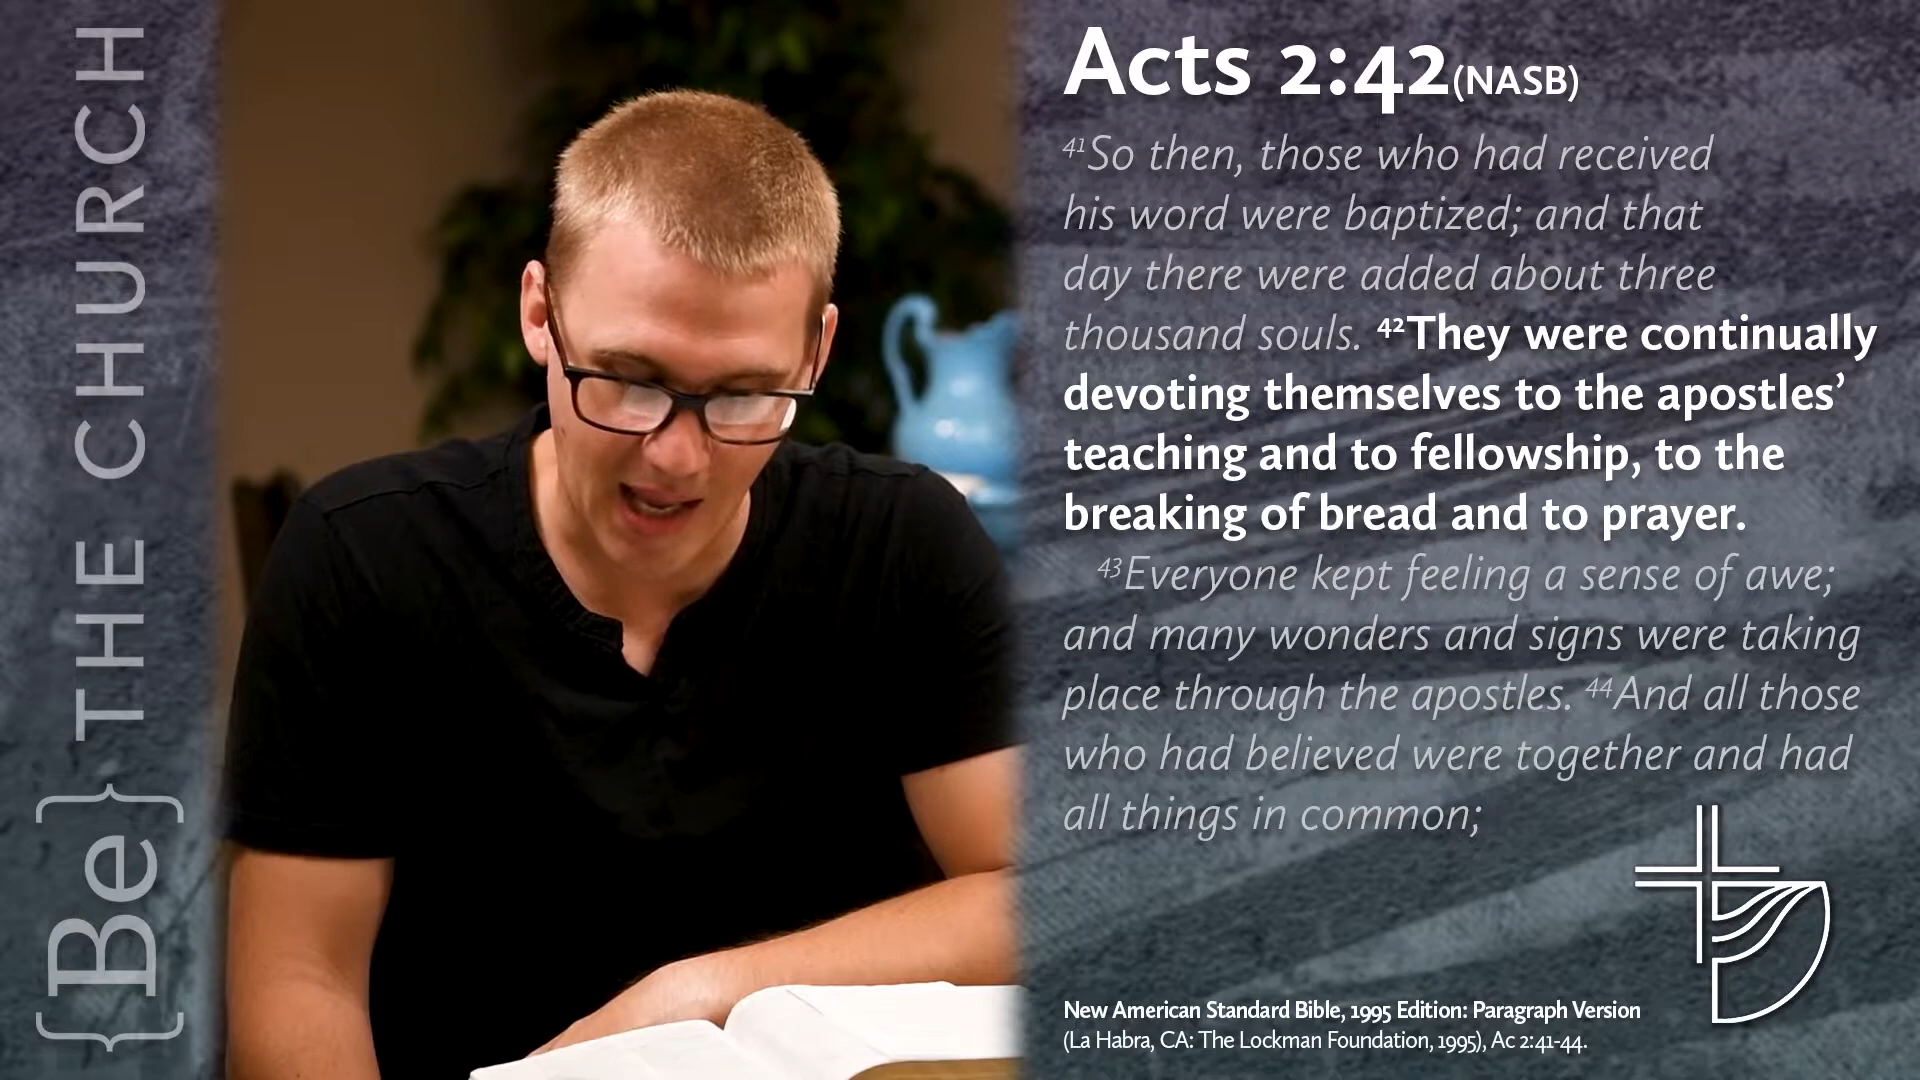 {Be} THE CHURCH
Acts 2:42 (NASB)
41So then, those who had received
his word were baptized; and that
day there were added about three
thousand souls. 42They were continually
devoting themselves to the apostles’
teaching and to fellowship, to the
breaking of bread and to prayer.
43Everyone kept feeling a sense of awe;
and many wonders and signs were taking
place through the apostles. 44And all those
who had believed were together and had
all things in common;
New American Standard Bible, 1995 Edition: Paragraph Version
(La Habra, CA: The Lockman Foundation, 1995), Ac 2:41-44.